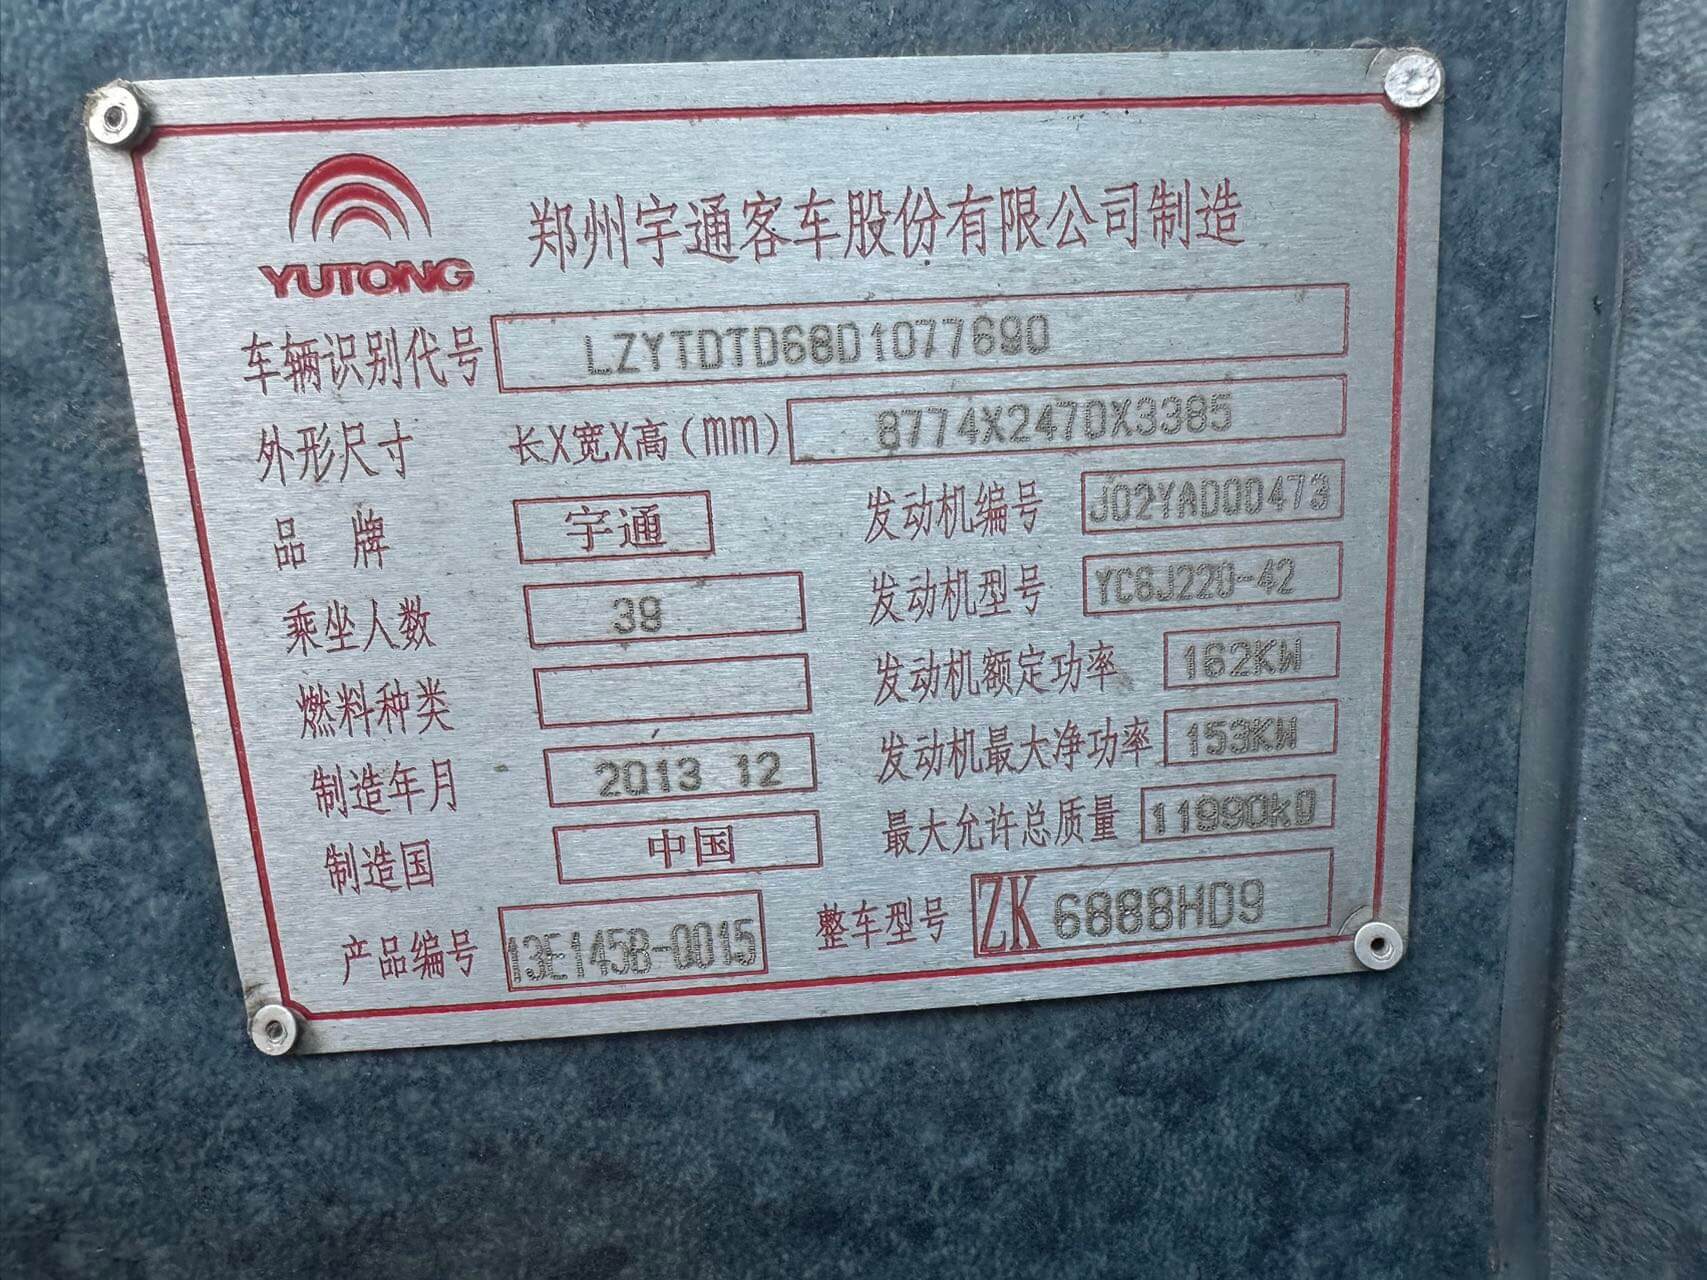 YUTONG
郑州宇通客车股份有限公司制造
车辆识别代号 LZYTDTD68D1077690
外形尺寸 长X宽X高(mm) 8774X2470X3385
品 牌 宇通 发动机编号 J02YAD00473
乘坐人数 39 发动机型号 YC6J220-42
燃料种类 发动机额定功率 162KW
制造年月 2013 12 发动机最大净功率 153KW
制造国 中国 最大允许总质量 11990kg
产品编号 13E145B-0015 整车型号 ZK 6888HD9